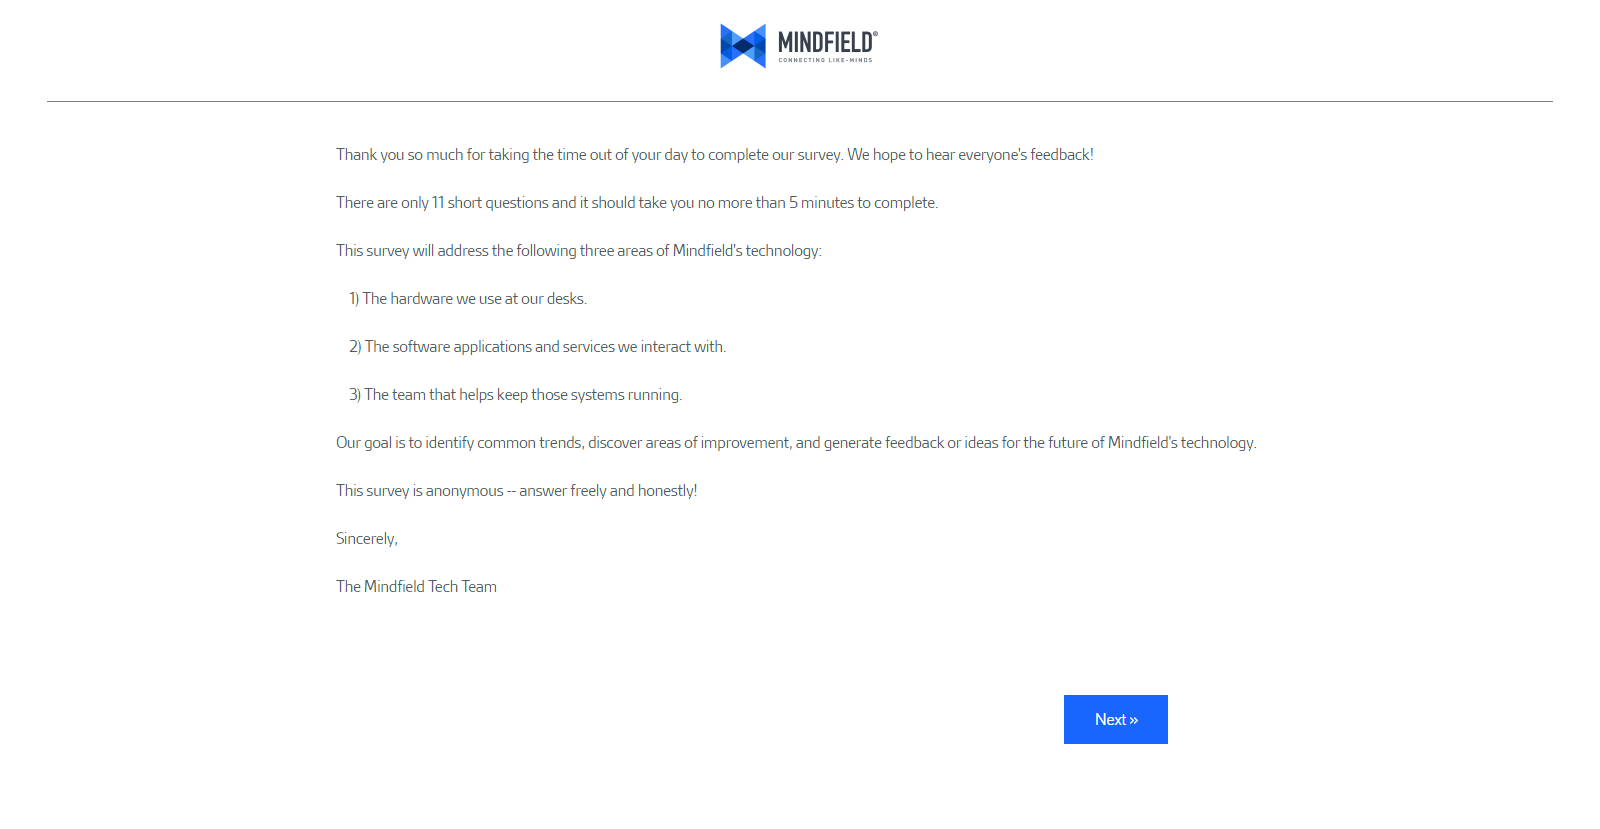 MINDFIELD®
CONNECTING LIKE-MINDS
Thank you so much for taking the time out of your day to complete our survey. We hope to hear everyone's feedback!
There are only 11 short questions and it should take you no more than 5 minutes to complete.
This survey will address the following three areas of Mindfield's technology:
1) The hardware we use at our desks.
2) The software applications and services we interact with.
3) The team that helps keep those systems running.
Our goal is to identify common trends, discover areas of improvement, and generate feedback or ideas for the future of Mindfield's technology.
This survey is anonymous -- answer freely and honestly!
Sincerely,
The Mindfield Tech Team
Next »